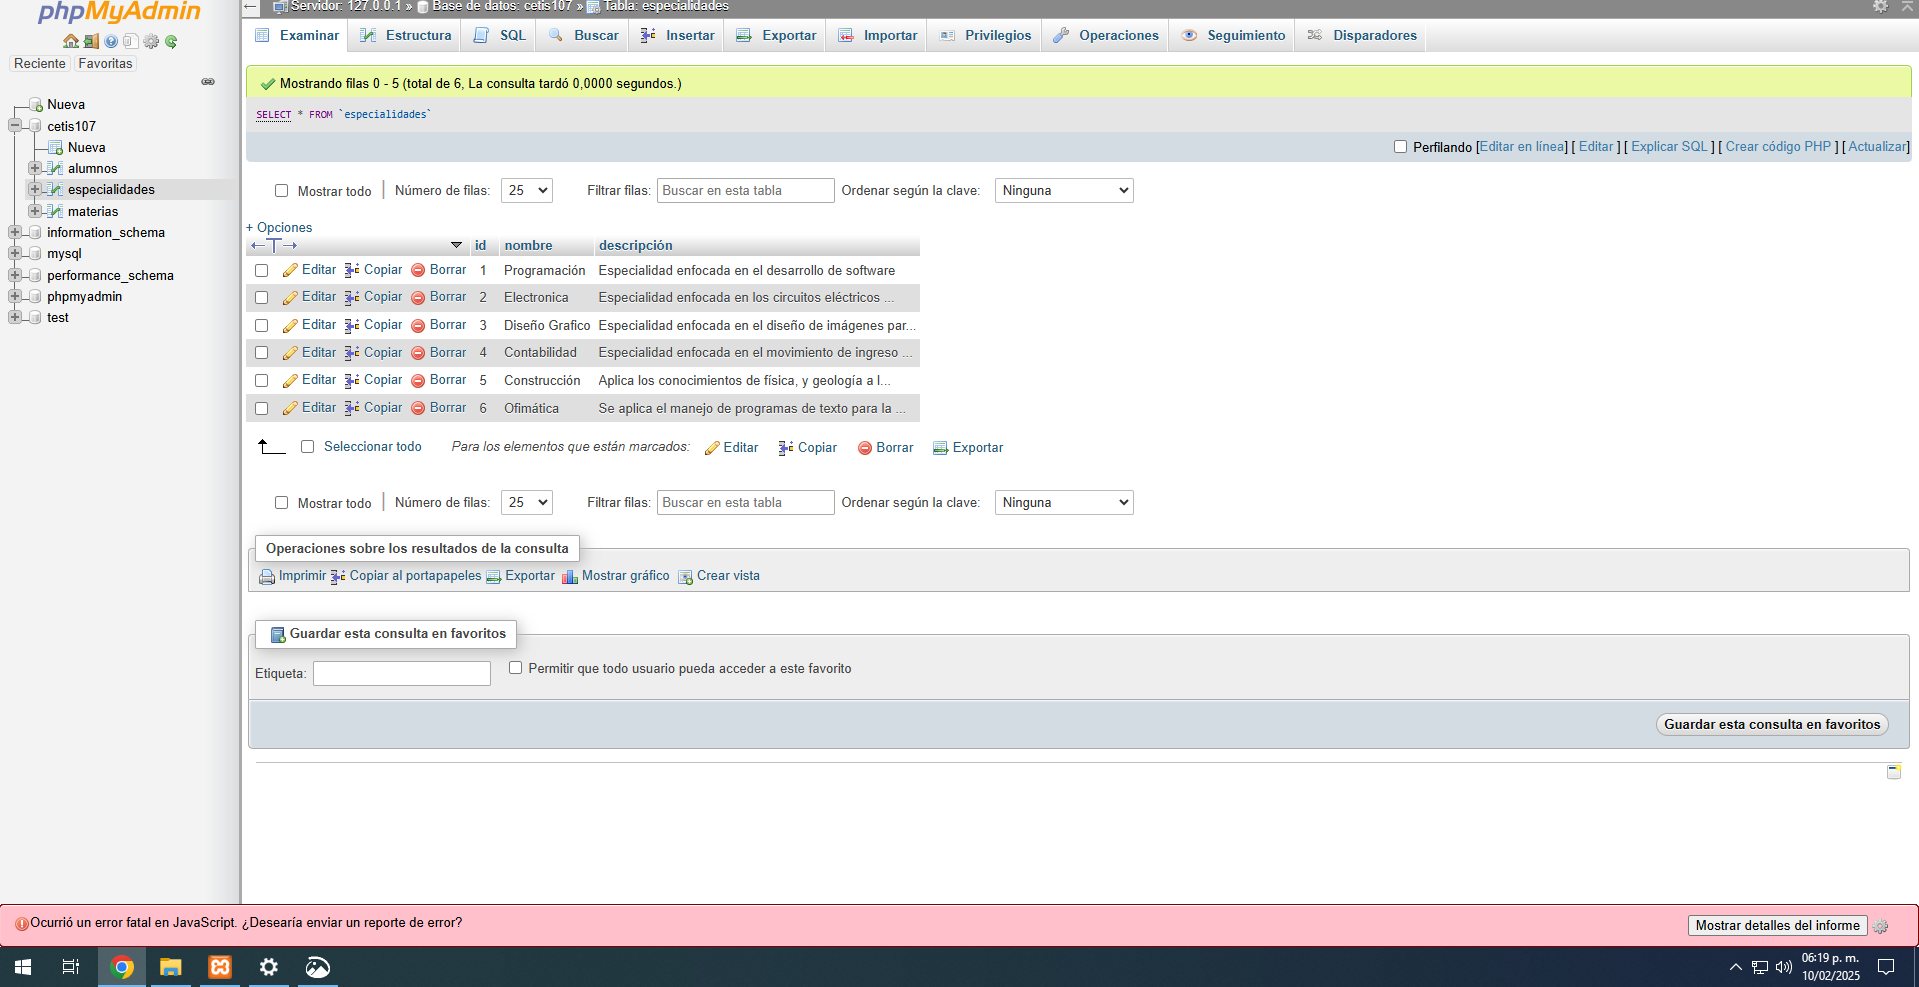 phpMyAdmin
Reciente Favoritas
Nueva
cetis107
Nueva
alumnos
especialidades
materias
information_schema
mysql
performance_schema
phpmyadmin
test
Servidor: 127.0.0.1 » Base de datos: cetis107 » Tabla: especialidades
Examinar Estructura SQL Buscar Insertar Exportar Importar Privilegios Operaciones Seguimiento Disparadores
Mostrando filas 0 - 5 (total de 6, La consulta tardó 0,0000 segundos.)
SELECT * FROM `especialidades`
Perfilando [Editar en línea] [ Editar ] [ Explicar SQL ] [ Crear código PHP ] [ Actualizar]
Mostrar todo | Número de filas: 25 Filtrar filas: Buscar en esta tabla Ordenar según la clave: Ninguna
+ Opciones
←T→ id nombre descripción
Editar Copiar Borrar 1 Programación Especialidad enfocada en el desarrollo de software
Editar Copiar Borrar 2 Electronica Especialidad enfocada en los circuitos eléctricos ...
Editar Copiar Borrar 3 Diseño Grafico Especialidad enfocada en el diseño de imágenes par...
Editar Copiar Borrar 4 Contabilidad Especialidad enfocada en el movimiento de ingreso ...
Editar Copiar Borrar 5 Construcción Aplica los conocimientos de física, y geología a l...
Editar Copiar Borrar 6 Ofimática Se aplica el manejo de programas de texto para la ...
Seleccionar todo Para los elementos que están marcados: Editar Copiar Borrar Exportar
Mostrar todo | Número de filas: 25 Filtrar filas: Buscar en esta tabla Ordenar según la clave: Ninguna
Operaciones sobre los resultados de la consulta
Imprimir Copiar al portapapeles Exportar Mostrar gráfico Crear vista
Guardar esta consulta en favoritos
Etiqueta: Permitir que todo usuario pueda acceder a este favorito
Guardar esta consulta en favoritos
Ocurrió un error fatal en JavaScript. ¿Desearía enviar un reporte de error? Mostrar detalles del informe
06:19 p. m.
10/02/2025